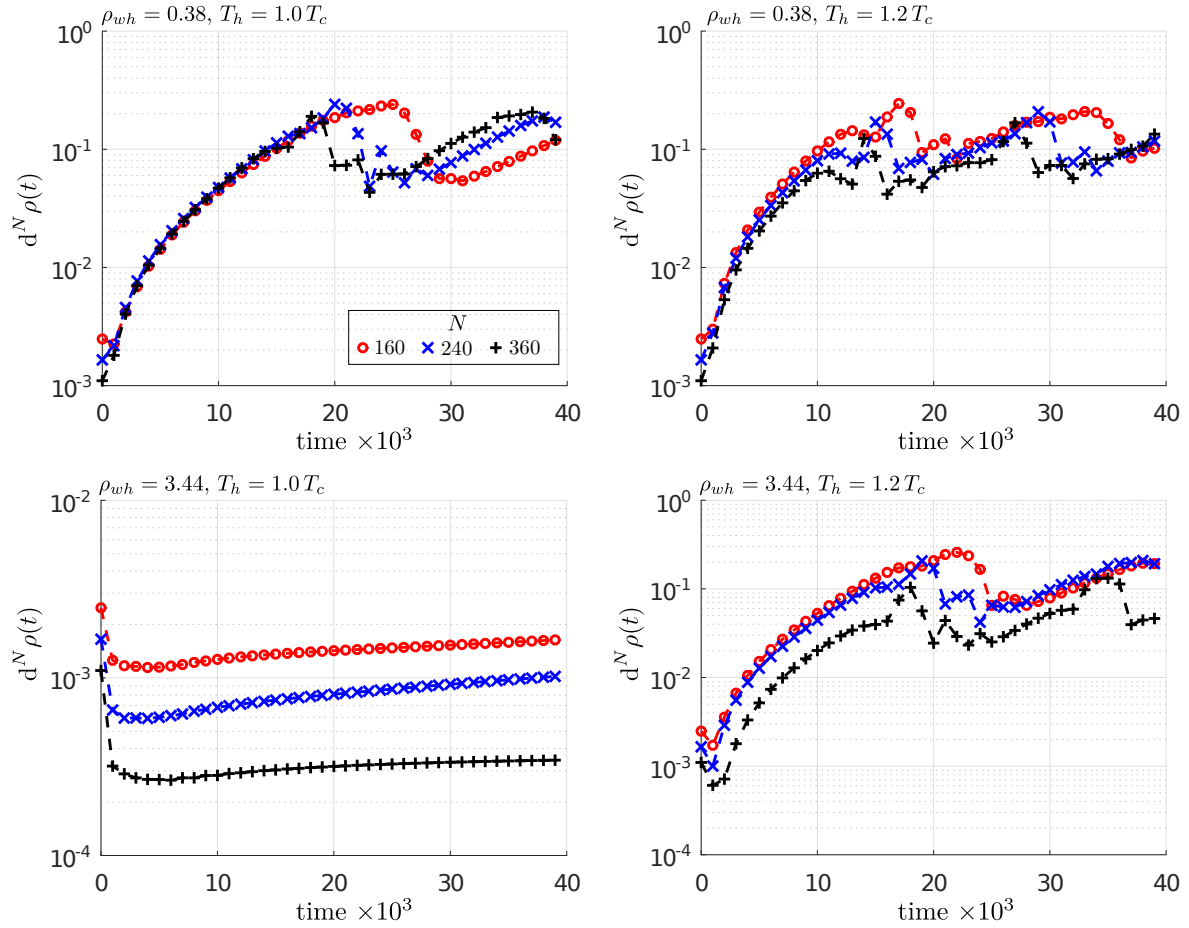 ρ_wh = 0.38, T_h = 1.0 T_c
10^0
10^-1
10^-2
10^-3
d^N ρ(t)
0 10 20 30 40
time ×10^3
N
160 240 360
ρ_wh = 0.38, T_h = 1.2 T_c
10^0
10^-1
10^-2
10^-3
d^N ρ(t)
0 10 20 30 40
time ×10^3
ρ_wh = 3.44, T_h = 1.0 T_c
10^-2
10^-3
10^-4
d^N ρ(t)
0 10 20 30 40
time ×10^3
ρ_wh = 3.44, T_h = 1.2 T_c
10^0
10^-1
10^-2
10^-3
10^-4
d^N ρ(t)
0 10 20 30 40
time ×10^3